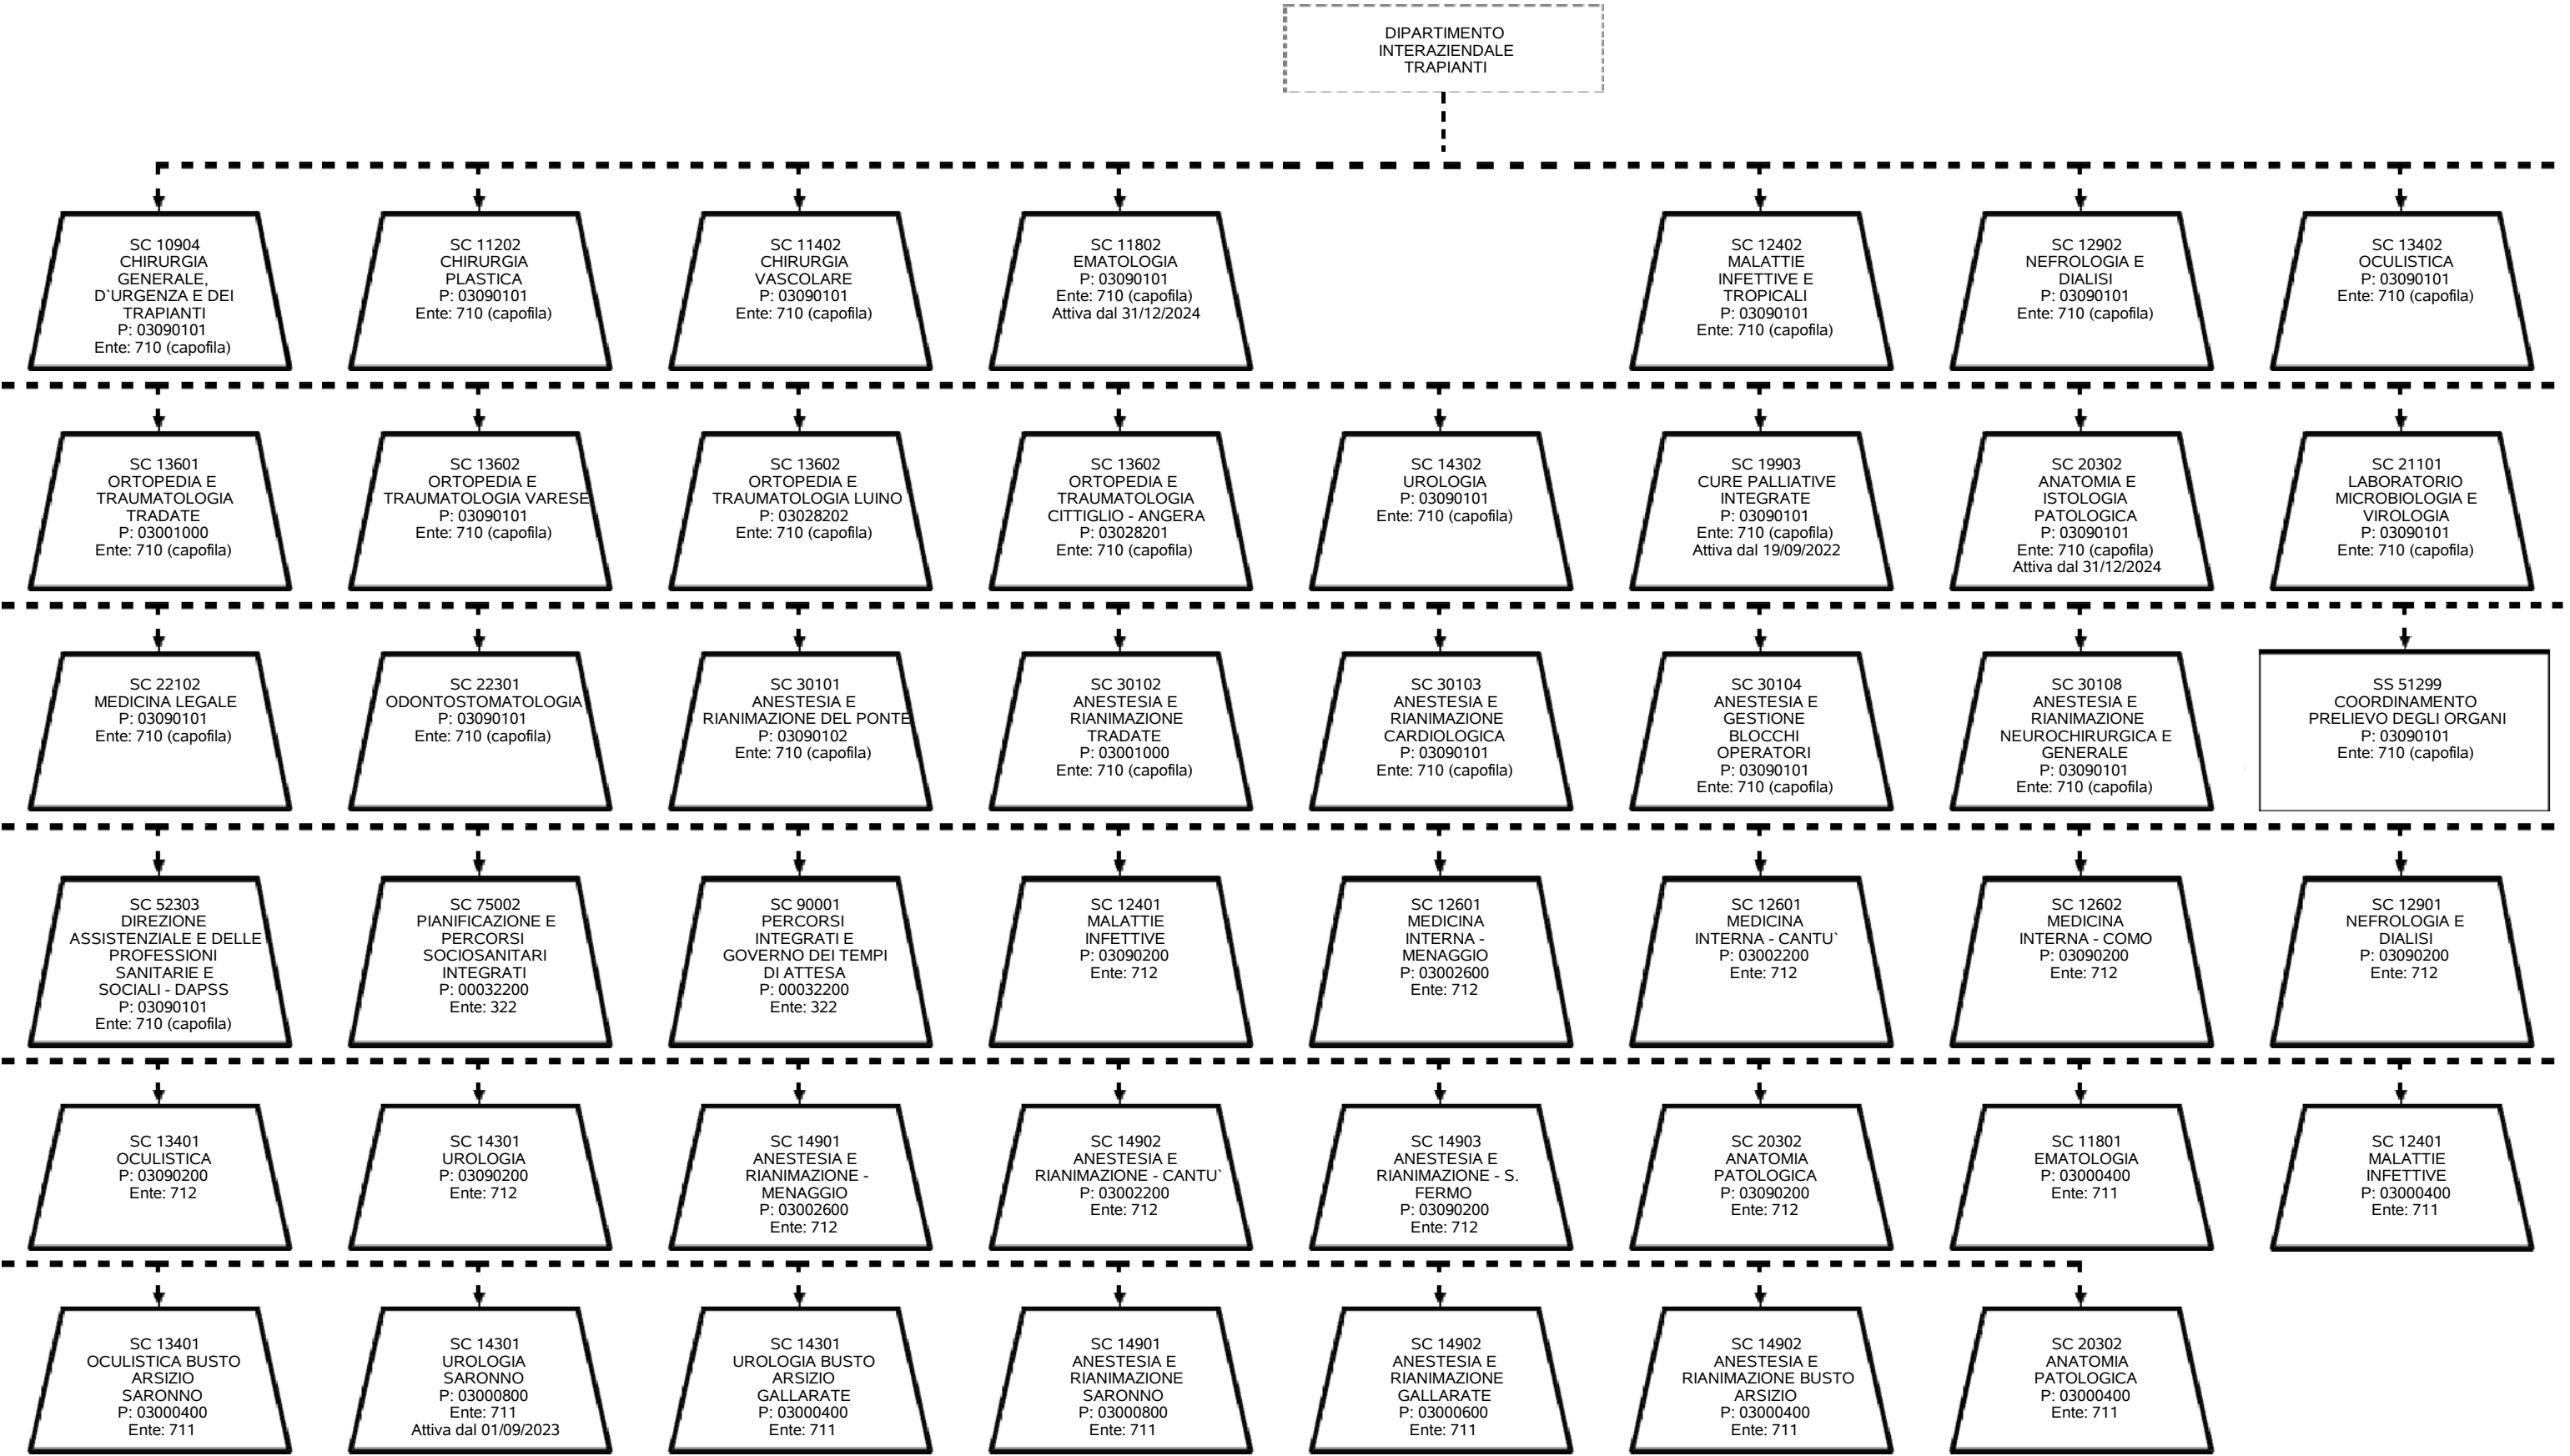 DIPARTIMENTO
INTERAZIENDALE
TRAPIANTI
SC 10904
CHIRURGIA
GENERALE,
D`URGENZA E DEI
TRAPIANTI
P: 03090101
Ente: 710 (capofila)
SC 11202
CHIRURGIA
PLASTICA
P: 03090101
Ente: 710 (capofila)
SC 11402
CHIRURGIA
VASCOLARE
P: 03090101
Ente: 710 (capofila)
SC 11802
EMATOLOGIA
P: 03090101
Ente: 710 (capofila)
Attiva dal 31/12/2024
SC 12402
MALATTIE
INFETTIVE E
TROPICALI
P: 03090101
Ente: 710 (capofila)
SC 12902
NEFROLOGIA E
DIALISI
P: 03090101
Ente: 710 (capofila)
SC 13402
OCULISTICA
P: 03090101
Ente: 710 (capofila)
SC 13601
ORTOPEDIA E
TRAUMATOLOGIA
TRADATE
P: 03001000
Ente: 710 (capofila)
SC 13602
ORTOPEDIA E
TRAUMATOLOGIA VARESE
P: 03090101
Ente: 710 (capofila)
SC 13602
ORTOPEDIA E
TRAUMATOLOGIA LUINO
P: 03028202
Ente: 710 (capofila)
SC 13602
ORTOPEDIA E
TRAUMATOLOGIA
CITTIGLIO - ANGERA
P: 03028201
Ente: 710 (capofila)
SC 14302
UROLOGIA
P: 03090101
Ente: 710 (capofila)
SC 19903
CURE PALLIATIVE
INTEGRATE
P: 03090101
Ente: 710 (capofila)
Attiva dal 19/09/2022
SC 20302
ANATOMIA E
ISTOLOGIA
PATOLOGICA
P: 03090101
Ente: 710 (capofila)
Attiva dal 31/12/2024
SC 21101
LABORATORIO
MICROBIOLOGIA E
VIROLOGIA
P: 03090101
Ente: 710 (capofila)
SC 22102
MEDICINA LEGALE
P: 03090101
Ente: 710 (capofila)
SC 22301
ODONTOSTOMATOLOGIA
P: 03090101
Ente: 710 (capofila)
SC 30101
ANESTESIA E
RIANIMAZIONE DEL PONTE
P: 03090102
Ente: 710 (capofila)
SC 30102
ANESTESIA E
RIANIMAZIONE
TRADATE
P: 03001000
Ente: 710 (capofila)
SC 30103
ANESTESIA E
RIANIMAZIONE
CARDIOLOGICA
P: 03090101
Ente: 710 (capofila)
SC 30104
ANESTESIA E
GESTIONE
BLOCCHI
OPERATORI
P: 03090101
Ente: 710 (capofila)
SC 30108
ANESTESIA E
RIANIMAZIONE
NEUROCHIRURGICA E
GENERALE
P: 03090101
Ente: 710 (capofila)
SS 51299
COORDINAMENTO
PRELIEVO DEGLI ORGANI
P: 03090101
Ente: 710 (capofila)
SC 52303
DIREZIONE
ASSISTENZIALE E DELLE
PROFESSIONI
SANITARIE E
SOCIALI - DAPSS
P: 03090101
Ente: 710 (capofila)
SC 75002
PIANIFICAZIONE E
PERCORSI
SOCIOSANITARI
INTEGRATI
P: 00032200
Ente: 322
SC 90001
PERCORSI
INTEGRATI E
GOVERNO DEI TEMPI
DI ATTESA
P: 00032200
Ente: 322
SC 12401
MALATTIE
INFETTIVE
P: 03090200
Ente: 712
SC 12601
MEDICINA
INTERNA -
MENAGGIO
P: 03002600
Ente: 712
SC 12601
MEDICINA
INTERNA - CANTU`
P: 03002200
Ente: 712
SC 12602
MEDICINA
INTERNA - COMO
P: 03090200
Ente: 712
SC 12901
NEFROLOGIA E
DIALISI
P: 03090200
Ente: 712
SC 13401
OCULISTICA
P: 03090200
Ente: 712
SC 14301
UROLOGIA
P: 03090200
Ente: 712
SC 14901
ANESTESIA E
RIANIMAZIONE -
MENAGGIO
P: 03002600
Ente: 712
SC 14902
ANESTESIA E
RIANIMAZIONE - CANTU`
P: 03002200
Ente: 712
SC 14903
ANESTESIA E
RIANIMAZIONE - S.
FERMO
P: 03090200
Ente: 712
SC 20302
ANATOMIA
PATOLOGICA
P: 03090200
Ente: 712
SC 11801
EMATOLOGIA
P: 03000400
Ente: 711
SC 12401
MALATTIE
INFETTIVE
P: 03000400
Ente: 711
SC 13401
OCULISTICA BUSTO
ARSIZIO
SARONNO
P: 03000400
Ente: 711
SC 14301
UROLOGIA
SARONNO
P: 03000800
Ente: 711
Attiva dal 01/09/2023
SC 14301
UROLOGIA BUSTO
ARSIZIO
GALLARATE
P: 03000400
Ente: 711
SC 14901
ANESTESIA E
RIANIMAZIONE
SARONNO
P: 03000800
Ente: 711
SC 14902
ANESTESIA E
RIANIMAZIONE
GALLARATE
P: 03000600
Ente: 711
SC 14902
ANESTESIA E
RIANIMAZIONE BUSTO
ARSIZIO
P: 03000400
Ente: 711
SC 20302
ANATOMIA
PATOLOGICA
P: 03000400
Ente: 711